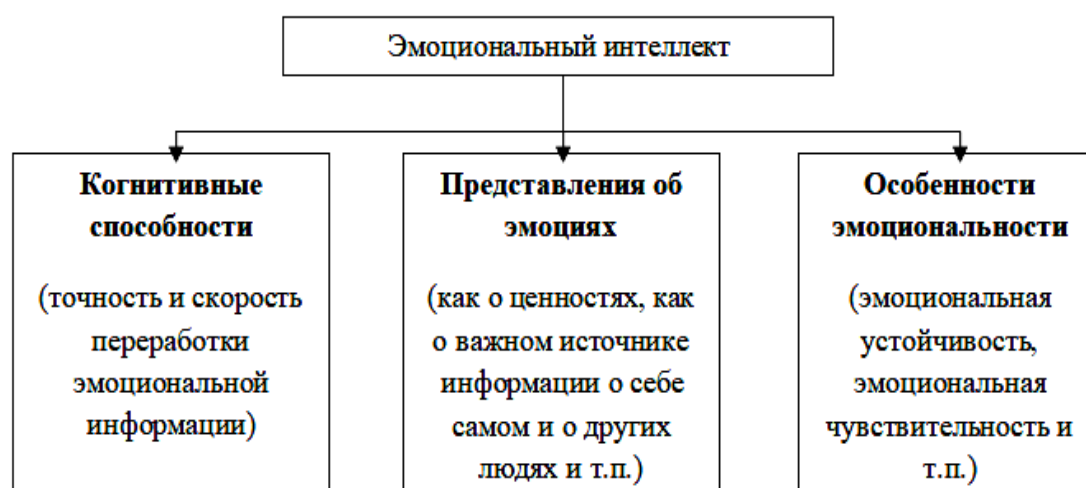 Эмоциональный интеллект
Когнитивные
способности
(точность и скорость
переработки
эмоциональной
информации)
Представления об
эмоциях
(как о ценностях, как
о важном источнике
информации о себе
самом и о других
людях и т.п.)
Особенности
эмоциональности
(эмоциональная
устойчивость,
эмоциональная
чувствительность и
т.п.)